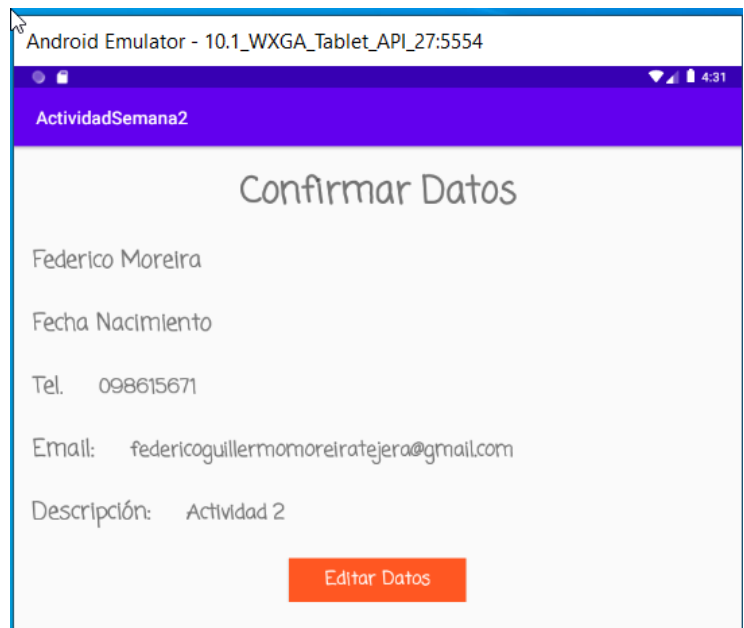 Android Emulator - 10.1_WXGA_Tablet_API_27:5554
4:31
ActividadSemana2
Confirmar Datos
Federico Moreira
Fecha Nacimiento
Tel. 098615671
Email: federicoguillermomoreiratejera@gmail.com
Descripción: Actividad 2
Editar Datos